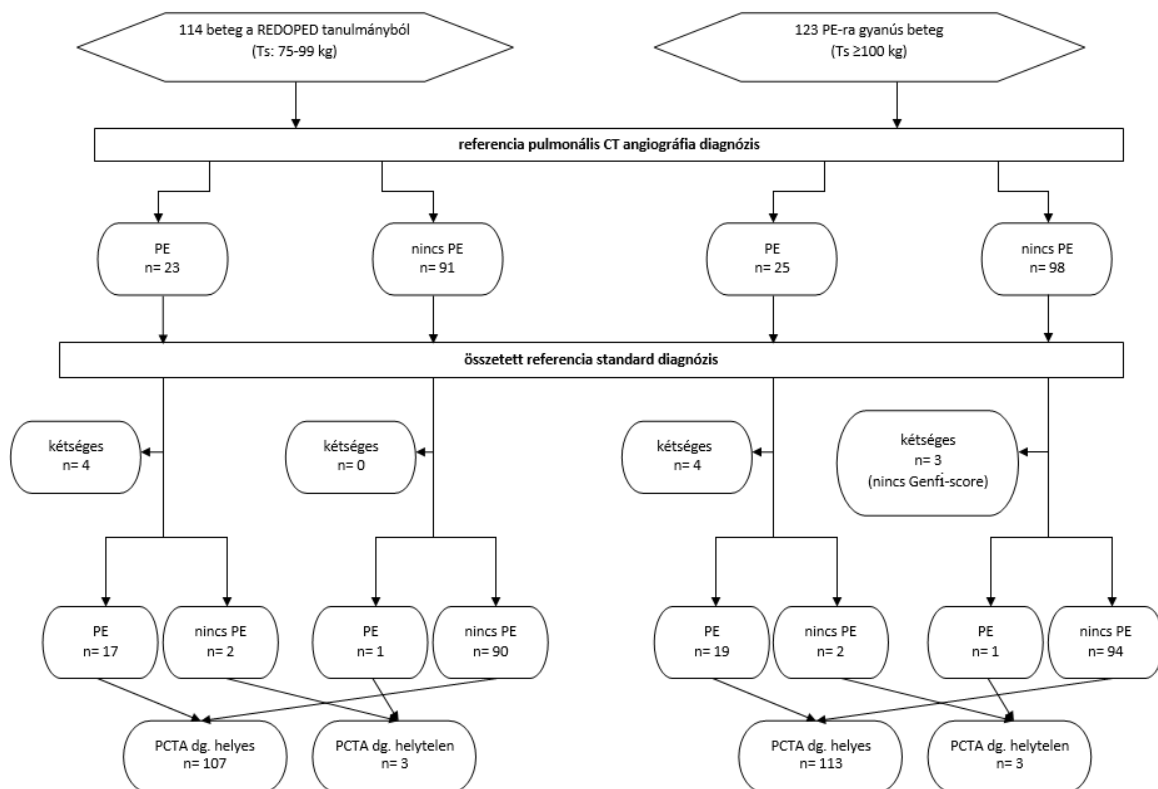 114 beteg a REDOPED tanulmányból
(Ts: 75-99 kg)
123 PE-ra gyanús beteg
(Ts ≥100 kg)
referencia pulmonális CT angiográfia diagnózis
PE
n= 23
nincs PE
n= 91
PE
n= 25
nincs PE
n= 98
összetett referencia standard diagnózis
kétséges
n= 4
kétséges
n= 0
kétséges
n= 4
kétséges
n= 3
(nincs Genfi-score)
PE
n= 17
nincs PE
n= 2
PE
n= 1
nincs PE
n= 90
PE
n= 19
nincs PE
n= 2
PE
n= 1
nincs PE
n= 94
PCTA dg. helyes
n= 107
PCTA dg. helytelen
n= 3
PCTA dg. helyes
n= 113
PCTA dg. helytelen
n= 3